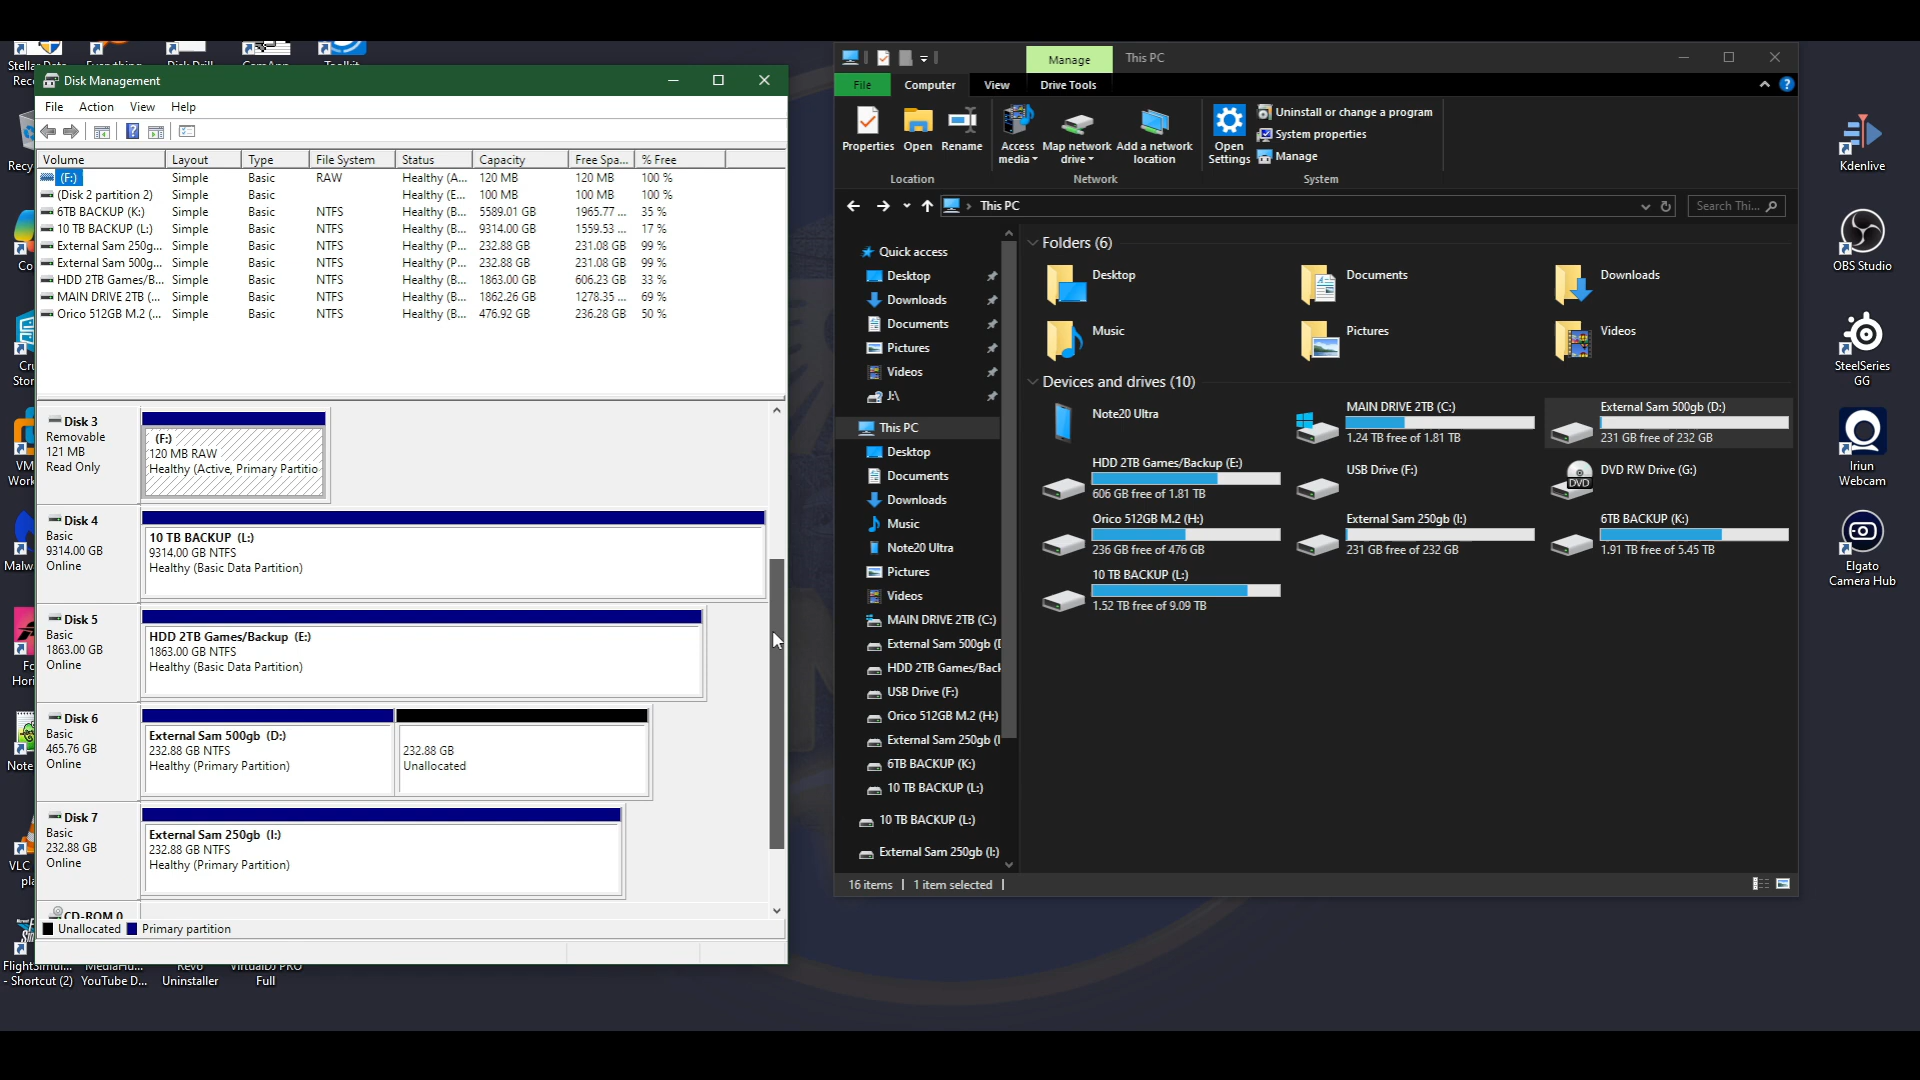 Disk Management
File Action View Help
Volume Layout Type File System Status Capacity Free Spa... % Free
(F:) Simple Basic RAW Healthy (A... 120 MB 120 MB 100 %
(Disk 2 partition 2) Simple Basic Healthy (E... 100 MB 100 MB 100 %
6TB BACKUP (K:) Simple Basic NTFS Healthy (B... 5589.01 GB 1965.77 ... 35 %
10 TB BACKUP (L:) Simple Basic NTFS Healthy (B... 9314.00 GB 1559.53 ... 17 %
External Sam 250g... Simple Basic NTFS Healthy (P... 232.88 GB 231.08 GB 99 %
External Sam 500g... Simple Basic NTFS Healthy (P... 232.88 GB 231.08 GB 99 %
HDD 2TB Games/B... Simple Basic NTFS Healthy (B... 1863.00 GB 606.23 GB 33 %
MAIN DRIVE 2TB (... Simple Basic NTFS Healthy (B... 1862.26 GB 1278.35 ... 69 %
Orico 512GB M.2 (... Simple Basic NTFS Healthy (B... 476.92 GB 236.28 GB 50 %
Disk 3
Removable
121 MB
Read Only
(F:)
120 MB RAW
Healthy (Active, Primary Partitio
Disk 4
Basic
9314.00 GB
Online
10 TB BACKUP (L:)
9314.00 GB NTFS
Healthy (Basic Data Partition)
Disk 5
Basic
1863.00 GB
Online
HDD 2TB Games/Backup (E:)
1863.00 GB NTFS
Healthy (Basic Data Partition)
Disk 6
Basic
465.76 GB
Online
External Sam 500gb (D:)
232.88 GB NTFS
Healthy (Primary Partition)
232.88 GB
Unallocated
Disk 7
Basic
232.88 GB
Online
External Sam 250gb (I:)
232.88 GB NTFS
Healthy (Primary Partition)
CD-ROM 0
Unallocated Primary partition
FlightSimul...
- Shortcut (2)
MediaHu...
YouTube D...
Revo
Uninstaller
VirtualDJ PRO
Full
Manage This PC
File Computer View Drive Tools
Properties
Open
Rename
Access
media
Map network
drive
Add a network
location
Open
Settings
Uninstall or change a program
System properties
Manage
Location Network System
This PC
Search Thi...
Quick access
Desktop
Downloads
Documents
Pictures
Videos
J:\
This PC
Desktop
Documents
Downloads
Music
Note20 Ultra
Pictures
Videos
MAIN DRIVE 2TB (C:)
External Sam 500gb (
HDD 2TB Games/Back
USB Drive (F:)
Orico 512GB M.2 (H:)
External Sam 250gb (
6TB BACKUP (K:)
10 TB BACKUP (L:)
10 TB BACKUP (L:)
External Sam 250gb (I:)
Folders (6)
Desktop Documents Downloads
Music Pictures Videos
Devices and drives (10)
Note20 Ultra
MAIN DRIVE 2TB (C:)
1.24 TB free of 1.81 TB
External Sam 500gb (D:)
231 GB free of 232 GB
HDD 2TB Games/Backup (E:)
606 GB free of 1.81 TB
USB Drive (F:)
DVD
DVD RW Drive (G:)
Orico 512GB M.2 (H:)
236 GB free of 476 GB
External Sam 250gb (I:)
231 GB free of 232 GB
6TB BACKUP (K:)
1.91 TB free of 5.45 TB
10 TB BACKUP (L:)
1.52 TB free of 9.09 TB
16 items 1 item selected
Kdenlive
OBS Studio
SteelSeries
GG
Iriun
Webcam
Elgato
Camera Hub